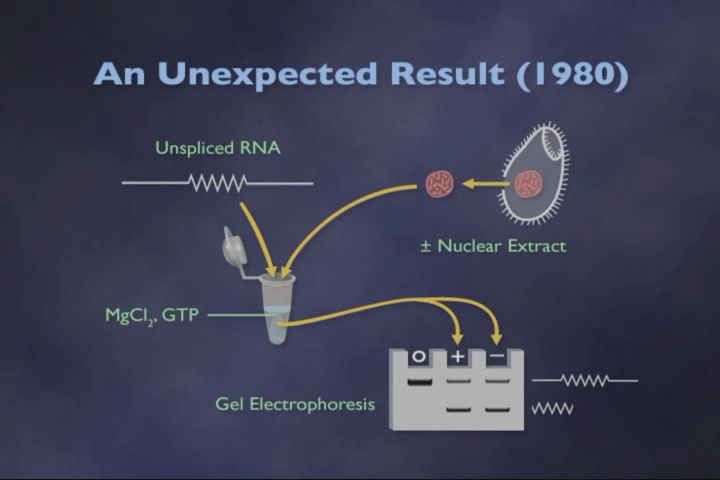 An Unexpected Result (1980)
Unspliced RNA
± Nuclear Extract
MgCl₂, GTP
O + −
Gel Electrophoresis